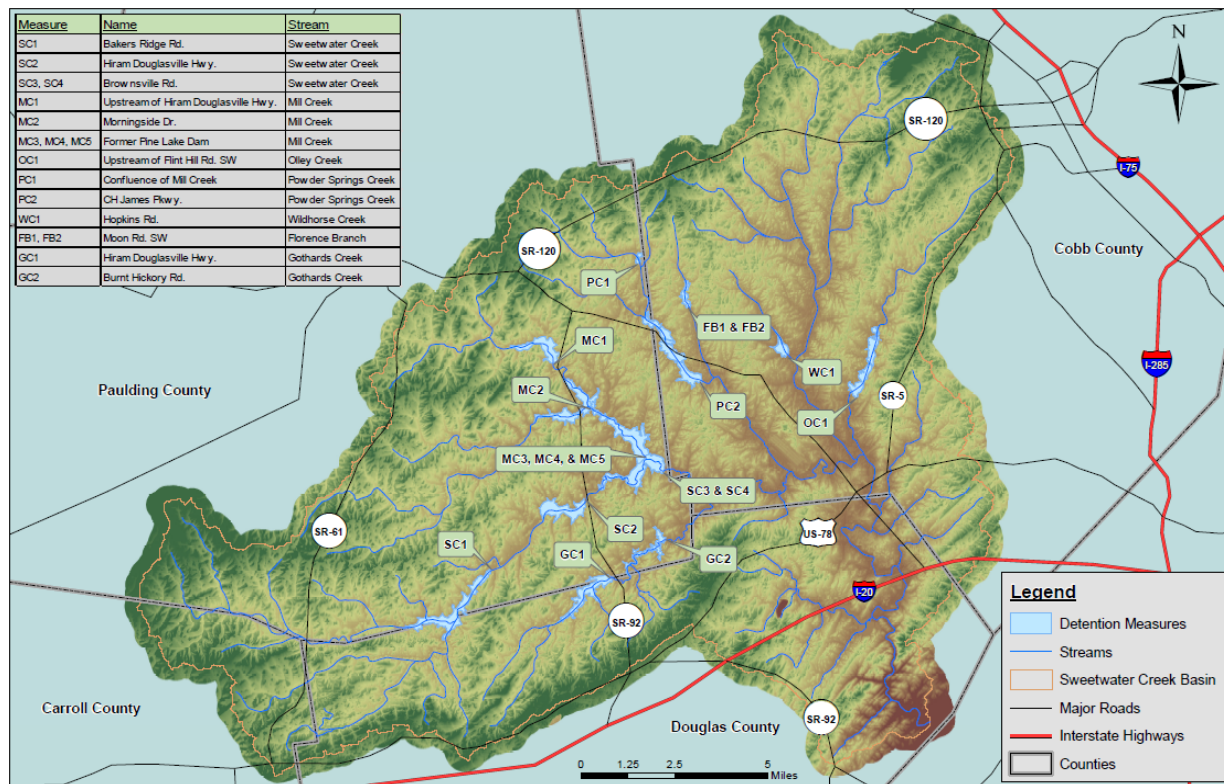 Measure Name Stream
SC1 Bakers Ridge Rd. Sweetwater Creek
SC2 Hiram Douglasville Hwy. Sweetwater Creek
SC3, SC4 Brownsville Rd. Sweetwater Creek
MC1 Upstream of Hiram Douglasville Hwy. Mill Creek
MC2 Morningside Dr. Mill Creek
MC3, MC4, MC5 Former Pine Lake Dam Mill Creek
OC1 Upstream of Flint Hill Rd. SW Olley Creek
PC1 Confluence of Mill Creek Powder Springs Creek
PC2 CH James Pkwy. Powder Springs Creek
WC1 Hopkins Rd. Wildhorse Creek
FB1, FB2 Moon Rd. SW Florence Branch
GC1 Hiram Douglasville Hwy. Gothards Creek
GC2 Burnt Hickory Rd. Gothards Creek
N
SR-120
I-75
SR-120
Cobb County
PC1
FB1 & FB2
MC1
I-285
WC1
Paulding County
MC2
SR-5
PC2
OC1
MC3, MC4, & MC5
SC3 & SC4
SC2
SR-61
US-78
SC1
GC1
GC2
I-20
SR-92
Carroll County
Douglas County
SR-92
Legend
Detention Measures
Streams
Sweetwater Creek Basin
Major Roads
Interstate Highways
Counties
0 1.25 2.5 5
Miles